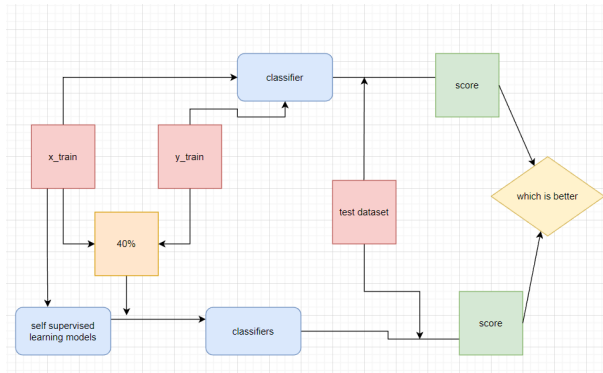 classifier
score
x_train
y_train
test dataset
which is better
40%
self supervised
learning models
classifiers
score